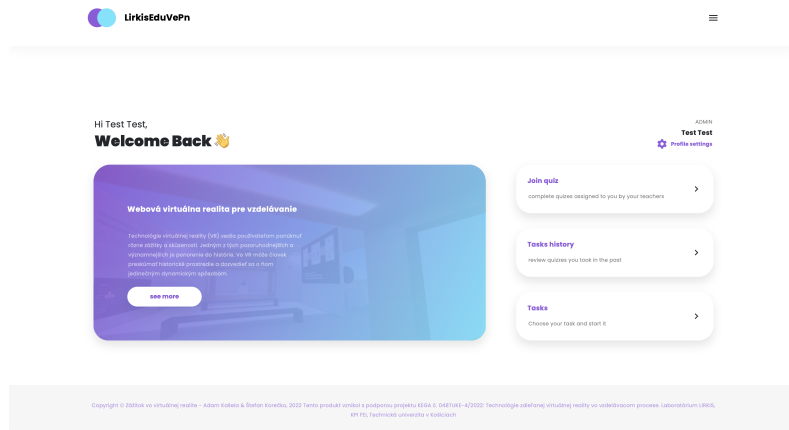 LirkisEduVePn
Hi Test Test,
Welcome Back 👋
ADMIN
Test Test
Profile settings
Webová virtuálna realita pre vzdelávanie
Technológie virtuálnej reality (VR) vedia používateľom ponúknuť
rôzne zážitky a skúsenosti. Jedným z tých pozoruhodnejších a
významnejších je ponorenie do histórie. Vo VR môže človek
preskúmať historické prostredie a dozvedieť sa o ňom
jedinečným dynamickým spôsobom.
see more
Join quiz
complete quizes assigned to you by your teachers
Tasks history
review quizzies you took in the past
Tasks
Choose your task and start it
Copyright © Zážitok vo virtuálnej realite - Adam Kabela & Štefan Korečko, 2022 Tento produkt vznikol s podporou projektu KEGA č. 048TUKE-4/2022: Technológie zdieľanej virtuálnej reality vo vzdelávacom procese. Laboratórium LIRKIS,
KPI FEI, Technická univerzita v Košiciach